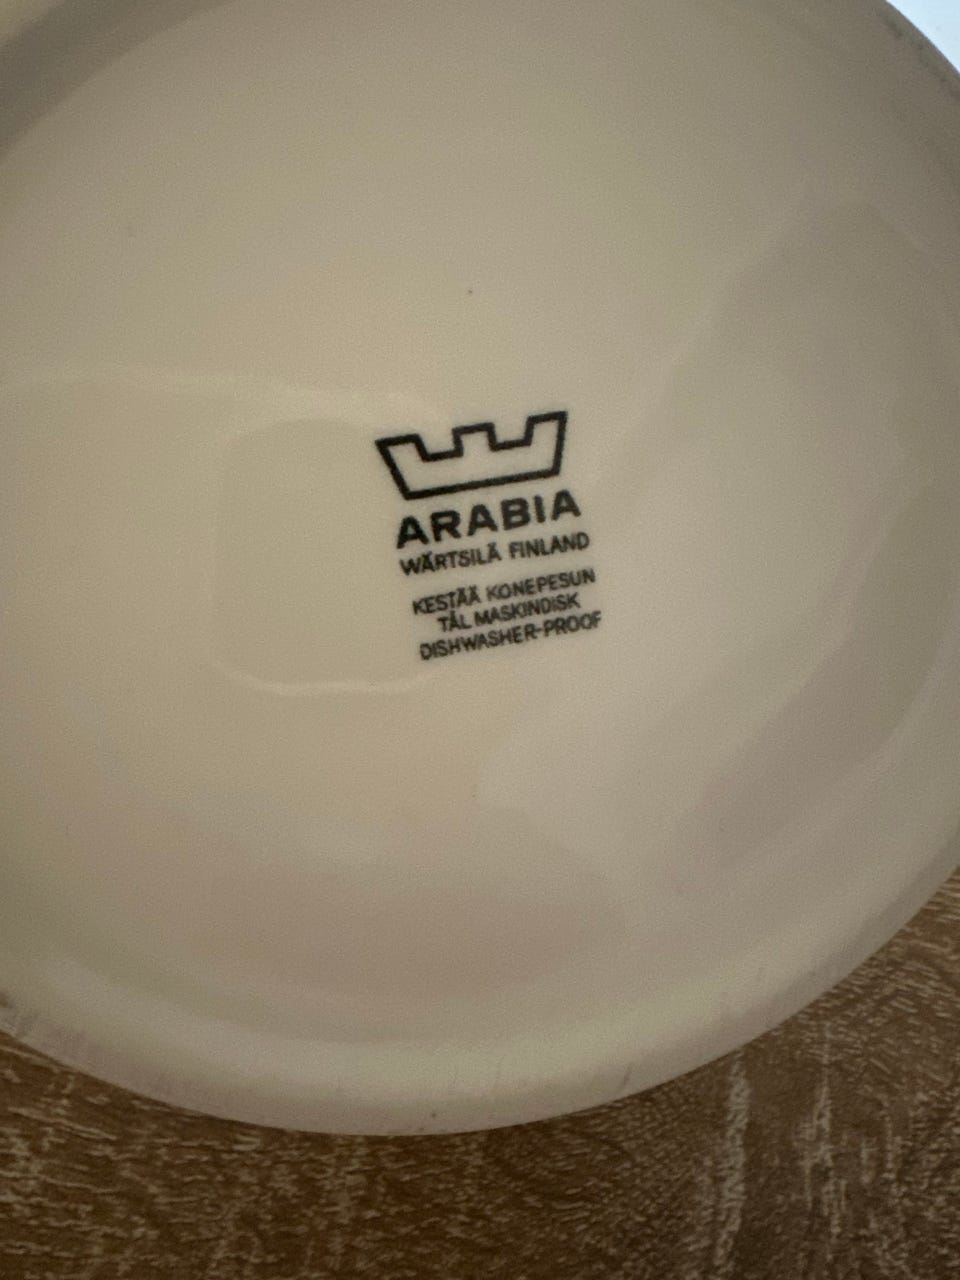 ARABIA
WÄRTSILÄ FINLAND
KESTÄÄ KONEPESUN
TÅL MASKINDISK
DISHWASHER-PROOF